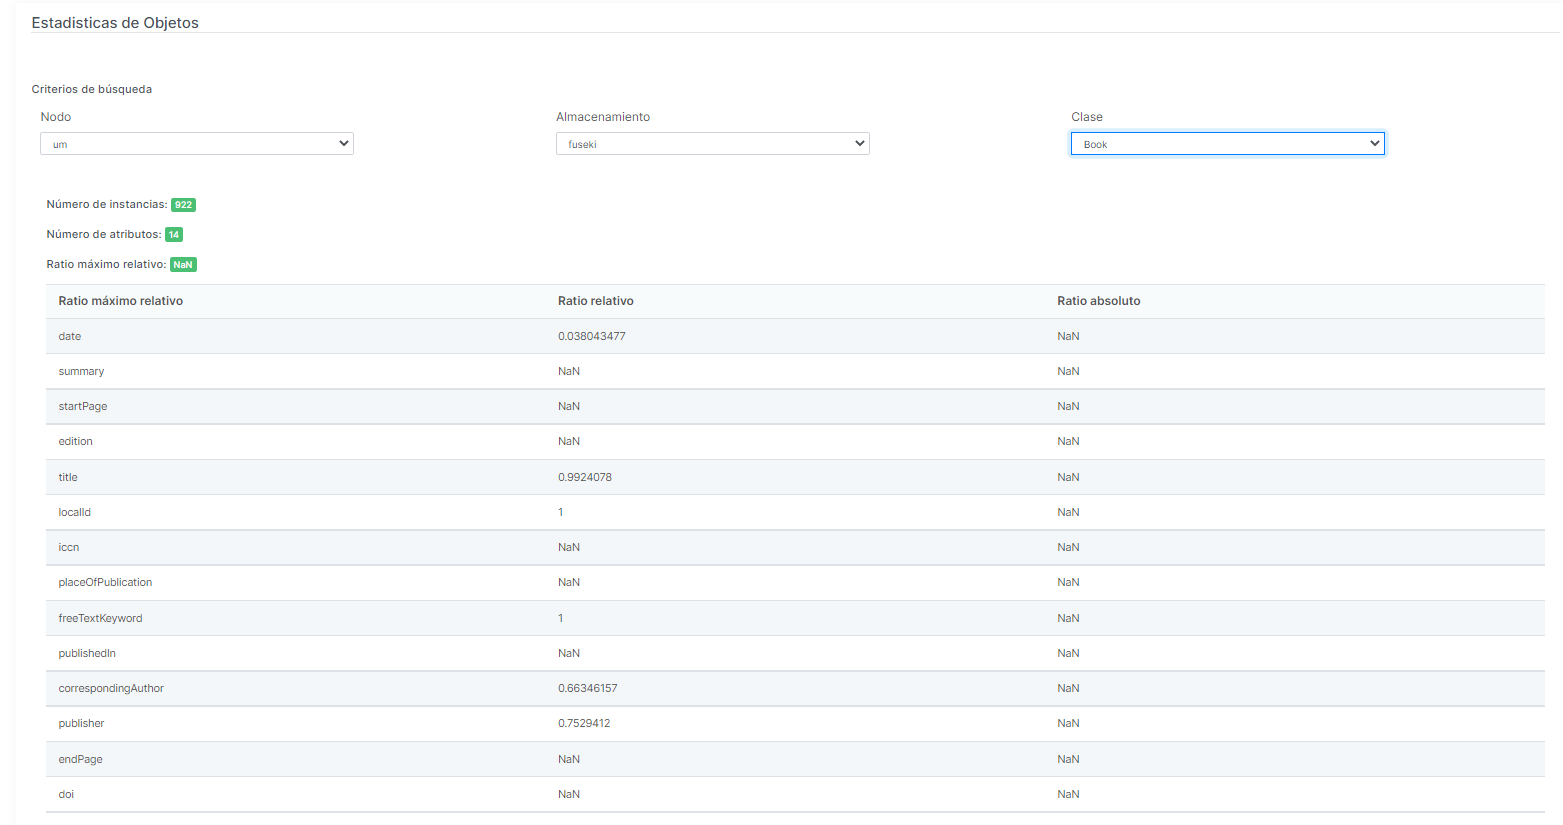 Estadisticas de Objetos
Criterios de búsqueda
Nodo Almacenamiento Clase
um fuseki Book
Número de instancias: 922
Número de atributos: 14
Ratio máximo relativo: NaN
Ratio máximo relativo Ratio relativo Ratio absoluto
date 0.038043477 NaN
summary NaN NaN
startPage NaN NaN
edition NaN NaN
title 0.9924078 NaN
localId 1 NaN
iccn NaN NaN
placeOfPublication NaN NaN
freeTextKeyword 1 NaN
publishedIn NaN NaN
correspondingAuthor 0.66346157 NaN
publisher 0.7529412 NaN
endPage NaN NaN
doi NaN NaN